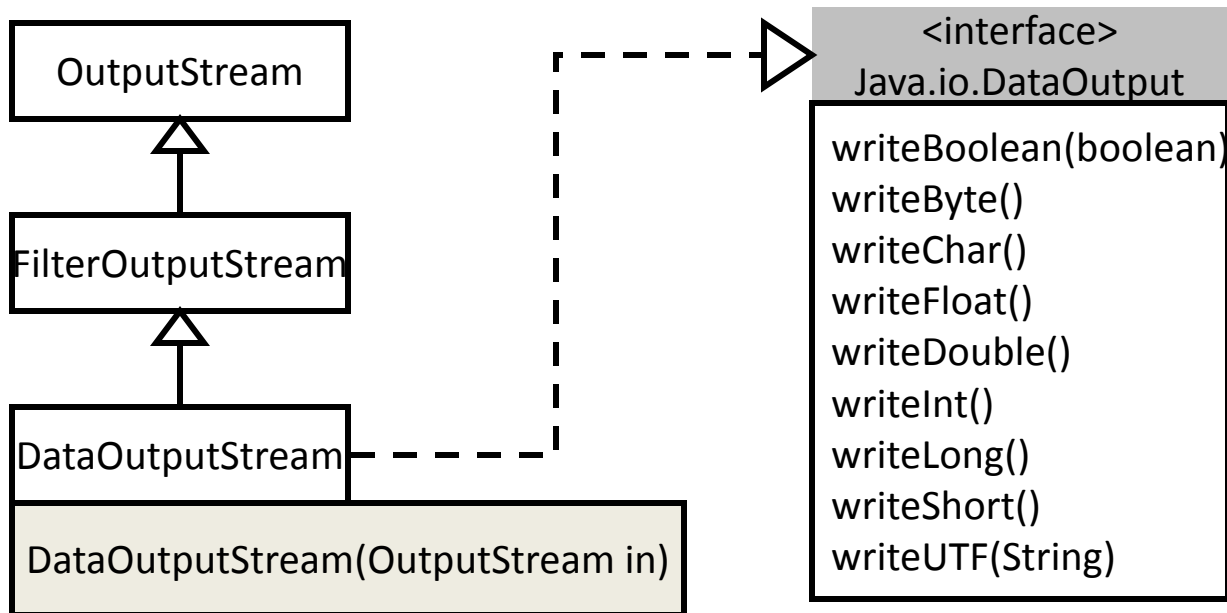 OutputStream
FilterOutputStream
DataOutputStream
DataOutputStream(OutputStream in)
<interface>
Java.io.DataOutput
writeBoolean(boolean)
writeByte()
writeChar()
writeFloat()
writeDouble()
writeInt()
writeLong()
writeShort()
writeUTF(String)